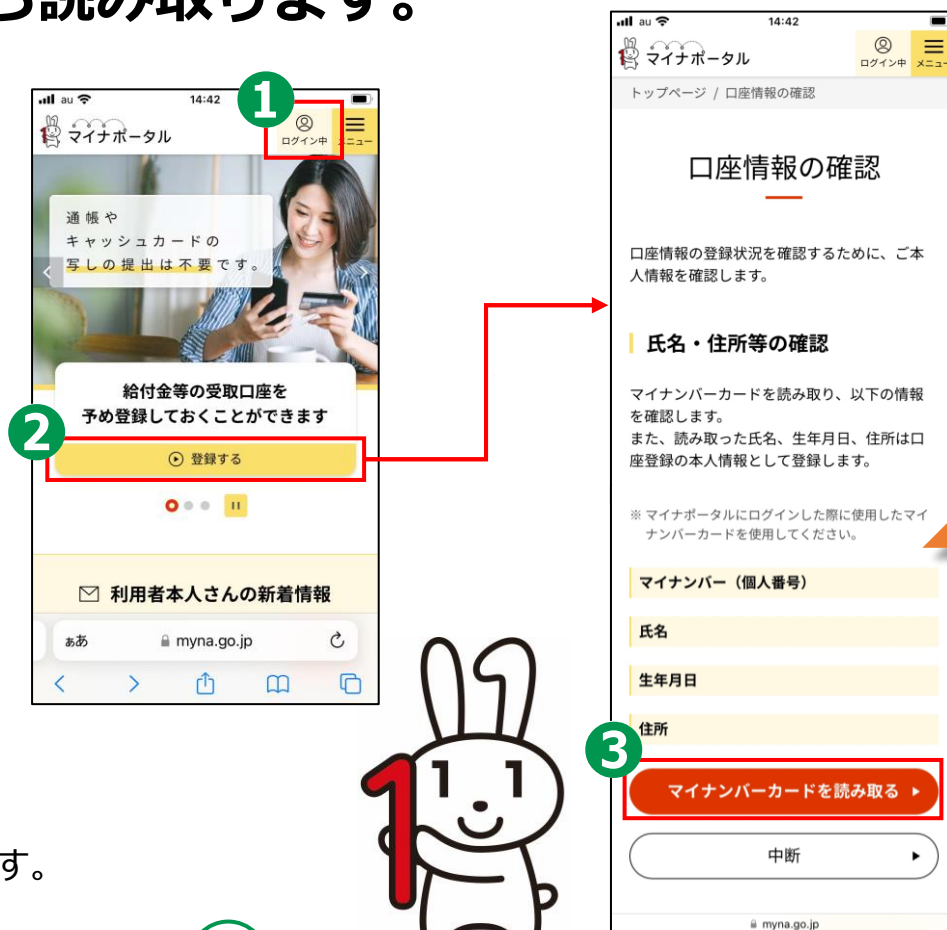 ら読み取ります。
au 14:42
マイナポータル
ログイン中
メニュー
1
通帳や
キャッシュカードの
写しの提出は不要です。
給付金等の受取口座を
予め登録しておくことができます
2
登録する
利用者本人さんの新着情報
ぁあ
myna.go.jp
au 14:42
マイナポータル
ログイン中
メニュー
トップページ / 口座情報の確認
口座情報の確認
口座情報の登録状況を確認するために、ご本
人情報を確認します。
氏名・住所等の確認
マイナンバーカードを読み取り、以下の情報
を確認します。
また、読み取った氏名、生年月日、住所は口
座登録の本人情報として登録します。
※ マイナポータルにログインした際に使用したマイ
ナンバーカードを使用してください。
マイナンバー（個人番号）
氏名
生年月日
住所
3
マイナンバーカードを読み取る
中断
myna.go.jp
1 1
1
す。